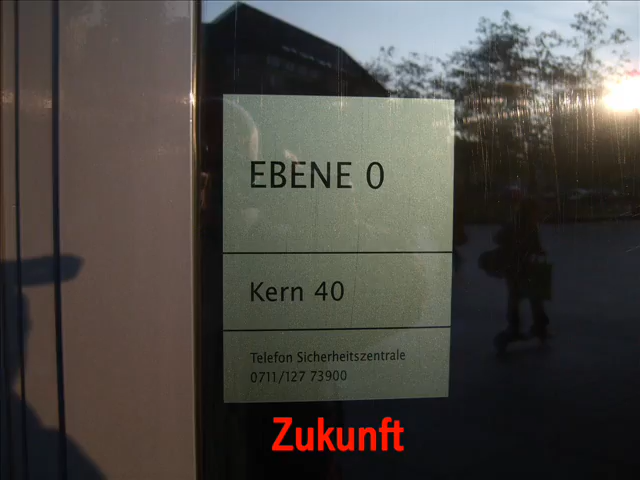 EBENE 0
Kern 40
Telefon Sicherheitszentrale
0711/127 73900
Zukunft